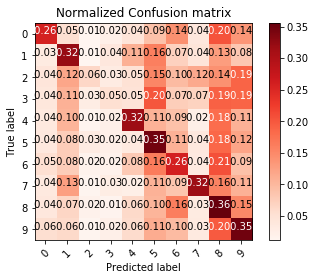 Normalized Confusion matrix
0 0.26 0.05 0.01 0.02 0.04 0.09 0.14 0.04 0.20 0.14
1 0.03 0.32 0.01 0.04 0.11 0.16 0.07 0.04 0.13 0.08
2 0.04 0.12 0.06 0.03 0.05 0.15 0.10 0.12 0.14 0.19
3 0.04 0.11 0.03 0.05 0.05 0.20 0.07 0.07 0.19 0.19
4 0.04 0.10 0.01 0.02 0.32 0.11 0.09 0.02 0.18 0.11
5 0.04 0.08 0.03 0.02 0.04 0.35 0.11 0.04 0.18 0.12
6 0.05 0.08 0.02 0.02 0.08 0.16 0.26 0.04 0.21 0.09
7 0.04 0.13 0.01 0.03 0.02 0.11 0.09 0.32 0.16 0.11
8 0.04 0.07 0.02 0.01 0.06 0.10 0.16 0.03 0.36 0.15
9 0.06 0.06 0.01 0.02 0.06 0.11 0.10 0.03 0.20 0.35
0 1 2 3 4 5 6 7 8 9
True label
Predicted label
0.35
0.30
0.25
0.20
0.15
0.10
0.05